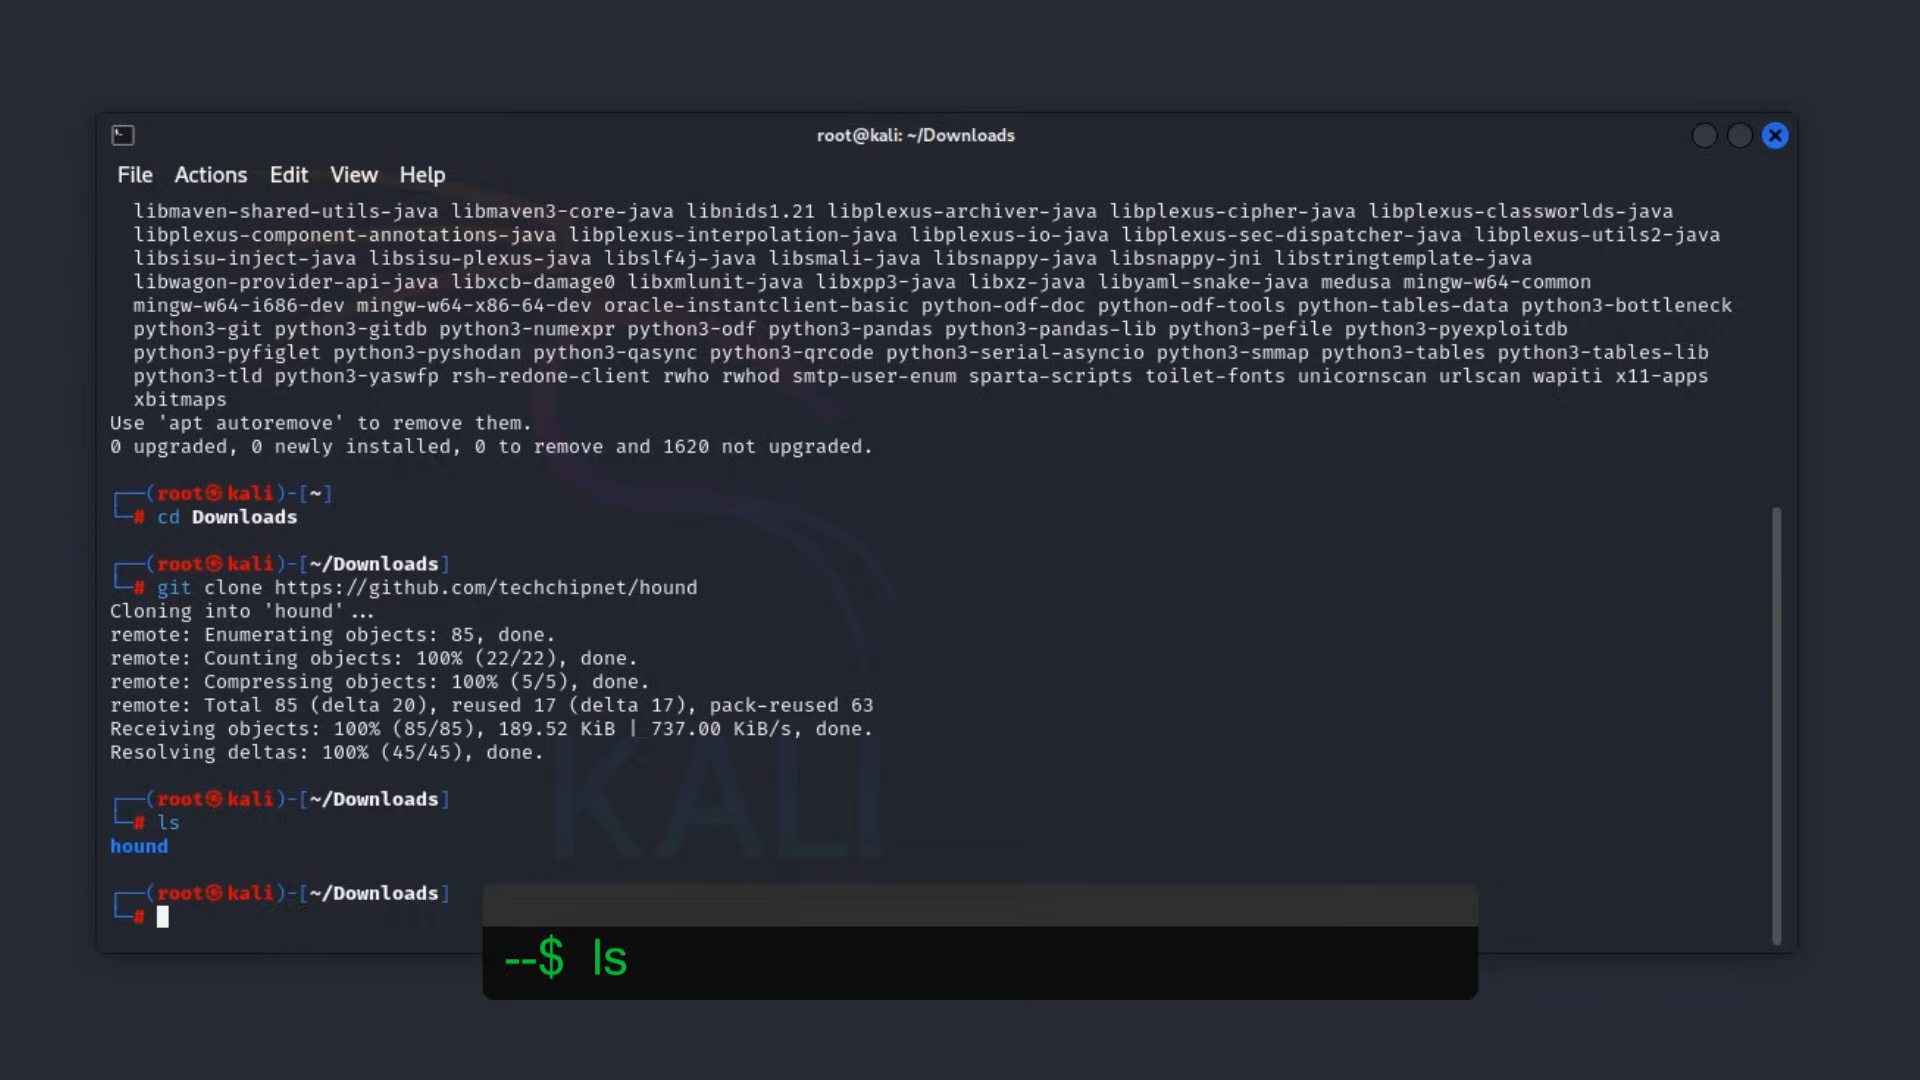 root@kali: ~/Downloads
File Actions Edit View Help
libmaven-shared-utils-java libmaven3-core-java libnids1.21 libplexus-archiver-java libplexus-cipher-java libplexus-classworlds-java
libplexus-component-annotations-java libplexus-interpolation-java libplexus-io-java libplexus-sec-dispatcher-java libplexus-utils2-java
libsisu-inject-java libsisu-plexus-java libslf4j-java libsmali-java libsnappy-java libsnappy-jni libstringtemplate-java
libwagon-provider-api-java libxcb-damage0 libxmlunit-java libxpp3-java libxz-java libyaml-snake-java medusa mingw-w64-common
mingw-w64-i686-dev mingw-w64-x86-64-dev oracle-instantclient-basic python-odf-doc python-odf-tools python-tables-data python3-bottleneck
python3-git python3-gitdb python3-numexpr python3-odf python3-pandas python3-pandas-lib python3-pefile python3-pyexploitdb
python3-pyfiglet python3-pyshodan python3-qasync python3-qrcode python3-serial-asyncio python3-smmap python3-tables python3-tables-lib
python3-tld python3-yaswfp rsh-redone-client rwho rwhod smtp-user-enum sparta-scripts toilet-fonts unicornscan urlscan wapiti x11-apps
xbitmaps
Use 'apt autoremove' to remove them.
0 upgraded, 0 newly installed, 0 to remove and 1620 not upgraded.
┌──(root㉿kali)-[~]
└─# cd Downloads
┌──(root㉿kali)-[~/Downloads]
└─# git clone https://github.com/techchipnet/hound
Cloning into 'hound'...
remote: Enumerating objects: 85, done.
remote: Counting objects: 100% (22/22), done.
remote: Compressing objects: 100% (5/5), done.
remote: Total 85 (delta 20), reused 17 (delta 17), pack-reused 63
Receiving objects: 100% (85/85), 189.52 KiB | 737.00 KiB/s, done.
Resolving deltas: 100% (45/45), done.
┌──(root㉿kali)-[~/Downloads]
└─# ls
hound
┌──(root㉿kali)-[~/Downloads]
└─#
KALI
--$ ls